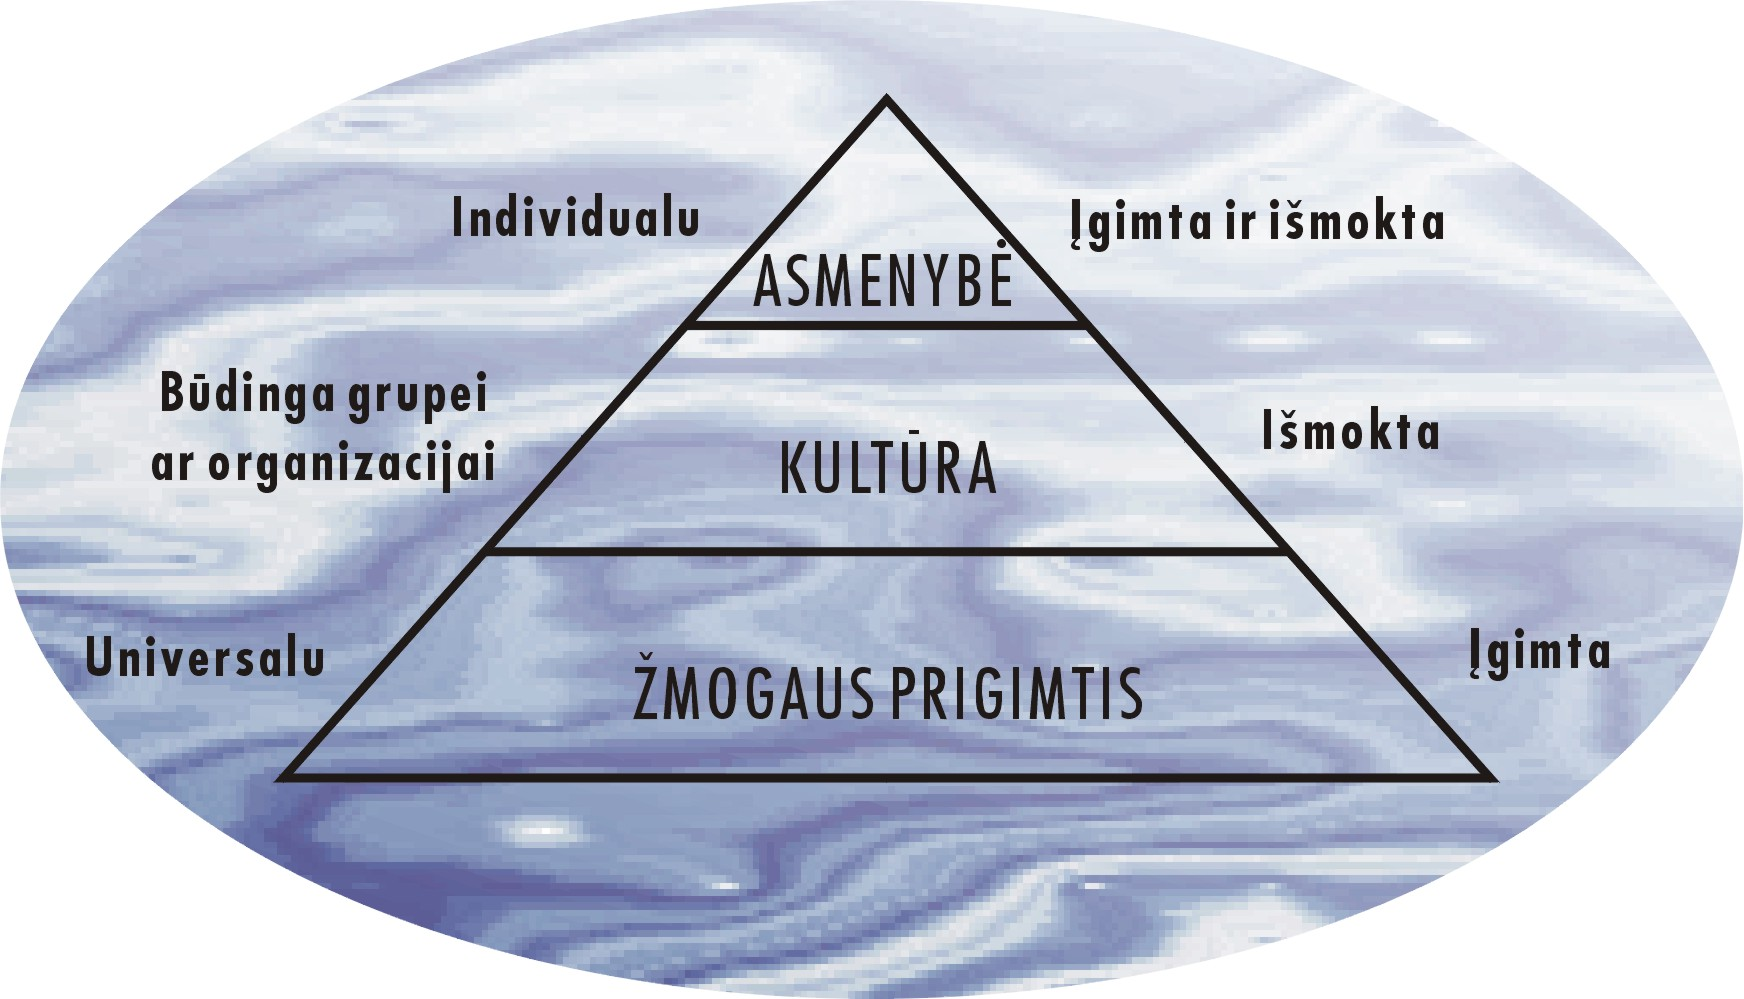 Individualu
Įgimta ir išmokta
ASMENYBĖ
Būdinga grupei
ar organizacijai
Išmokta
KULTŪRA
Universalu
Įgimta
ŽMOGAUS PRIGIMTIS